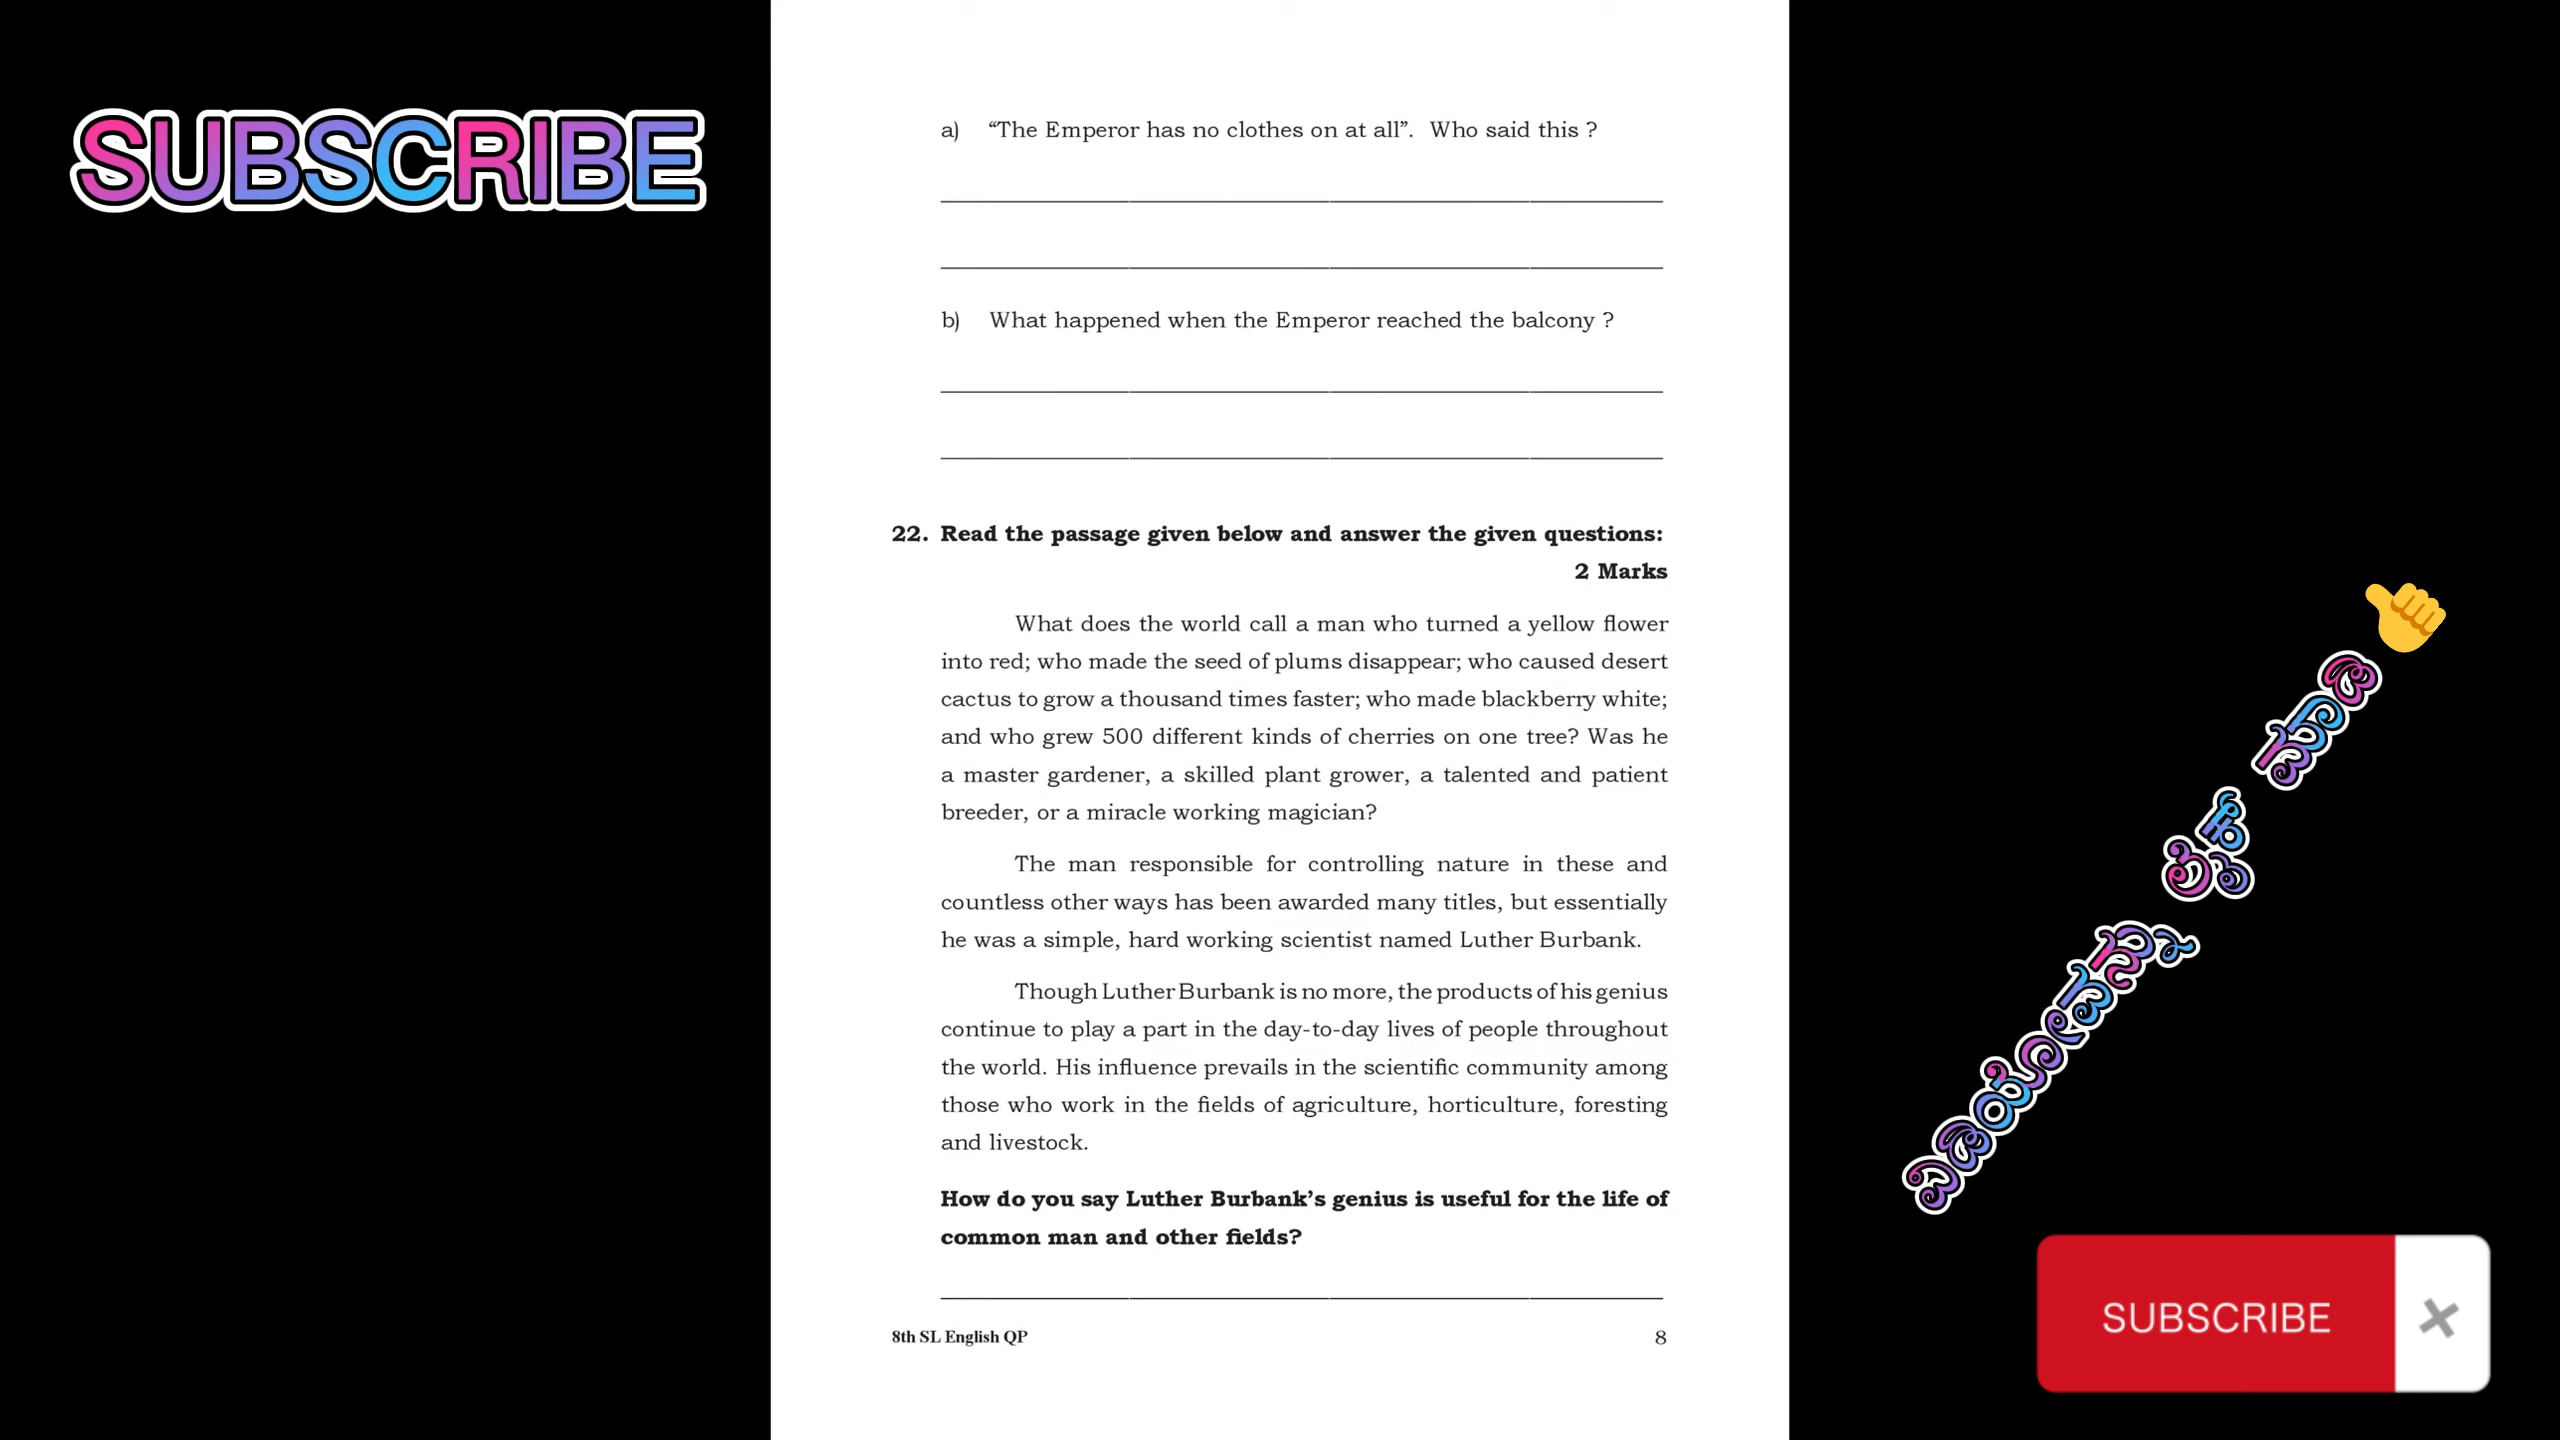 SUBSCRIBE
a) “The Emperor has no clothes on at all”. Who said this ?
b) What happened when the Emperor reached the balcony ?
22. Read the passage given below and answer the given questions:
2 Marks
What does the world call a man who turned a yellow flower
into red; who made the seed of plums disappear; who caused desert
cactus to grow a thousand times faster; who made blackberry white;
and who grew 500 different kinds of cherries on one tree? Was he
a master gardener, a skilled plant grower, a talented and patient
breeder, or a miracle working magician?
The man responsible for controlling nature in these and
countless other ways has been awarded many titles, but essentially
he was a simple, hard working scientist named Luther Burbank.
Though Luther Burbank is no more, the products of his genius
continue to play a part in the day-to-day lives of people throughout
the world. His influence prevails in the scientific community among
those who work in the fields of agriculture, horticulture, foresting
and livestock.
How do you say Luther Burbank’s genius is useful for the life of
common man and other fields?
8th SL English QP
8
SUBSCRIBE